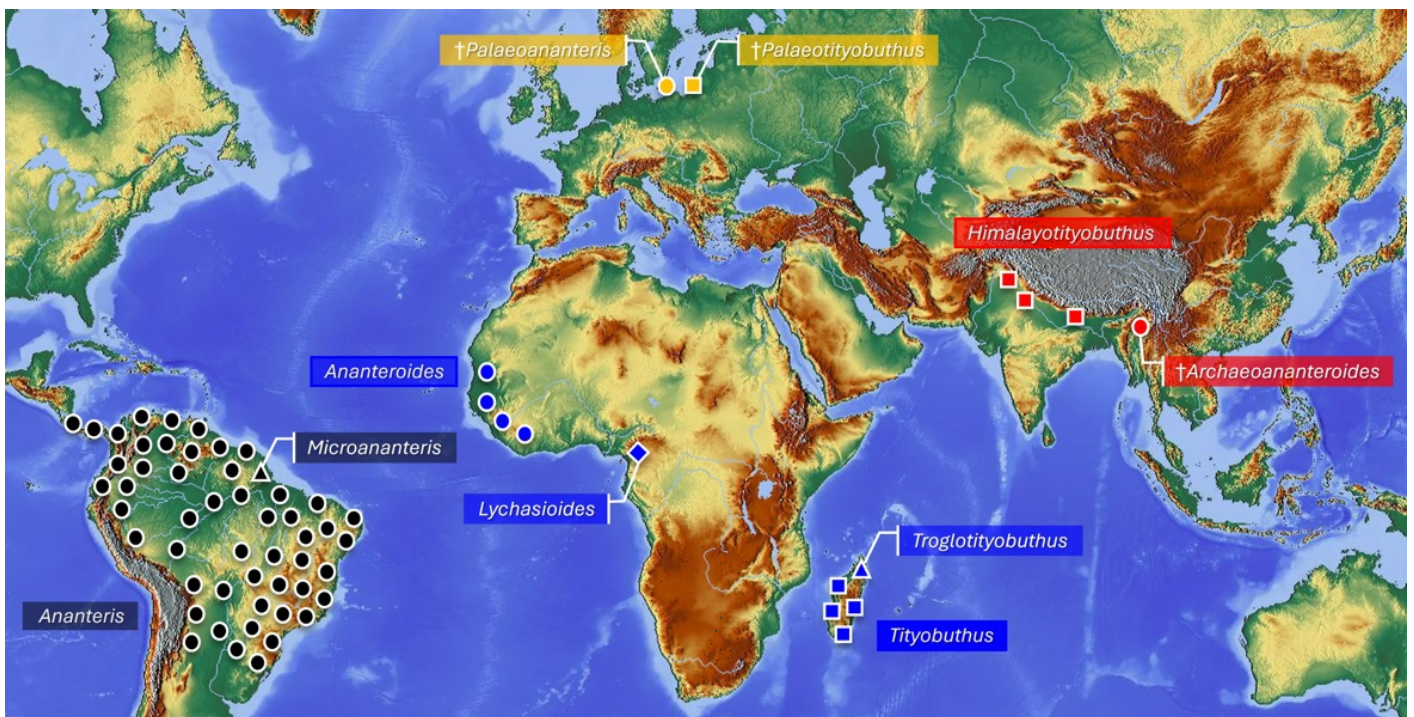 †Palaeoananteris
†Palaeotityobuthus
Himalayotityobuthus
Ananteroides
†Archaeoananteroides
Microananteris
Lychasioides
Troglotityobuthus
Ananteris
Tityobuthus